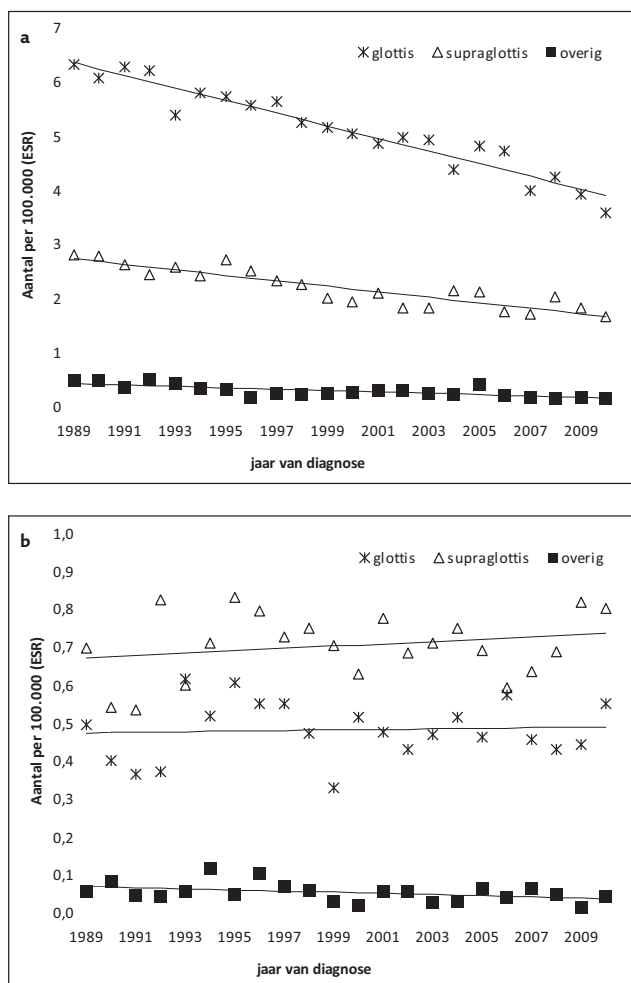 a
7
glottis supraglottis overig
6
5
4
3
2
1
0
Aantal per 100.000 (ESR)
1989 1991 1993 1995 1997 1999 2001 2003 2005 2007 2009
jaar van diagnose
b
1,0
glottis supraglottis overig
0,9
0,8
0,7
0,6
0,5
0,4
0,3
0,2
0,1
0,0
Aantal per 100.000 (ESR)
1989 1991 1993 1995 1997 1999 2001 2003 2005 2007 2009
jaar van diagnose